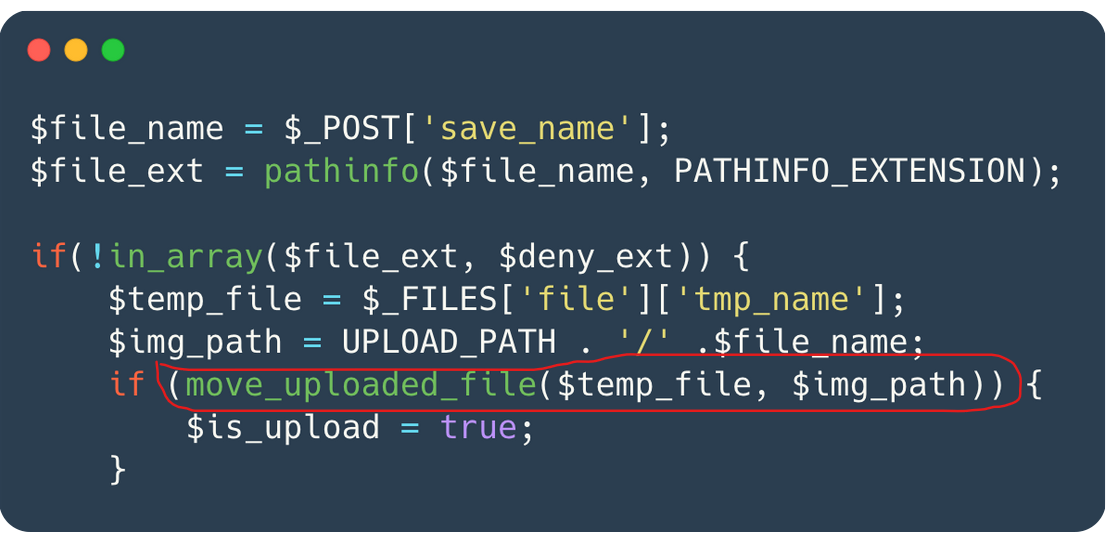 $file_name = $_POST['save_name'];
$file_ext = pathinfo($file_name, PATHINFO_EXTENSION);
if(!in_array($file_ext, $deny_ext)) {
$temp_file = $_FILES['file']['tmp_name'];
$img_path = UPLOAD_PATH . '/' .$file_name;
if (move_uploaded_file($temp_file, $img_path)) {
$is_upload = true;
}